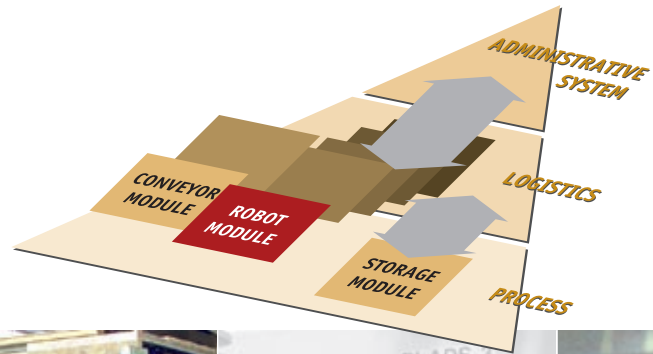 ADMINISTRATIVE
SYSTEM
LOGISTICS
CONVEYOR
MODULE
ROBOT
MODULE
STORAGE
MODULE
PROCESS